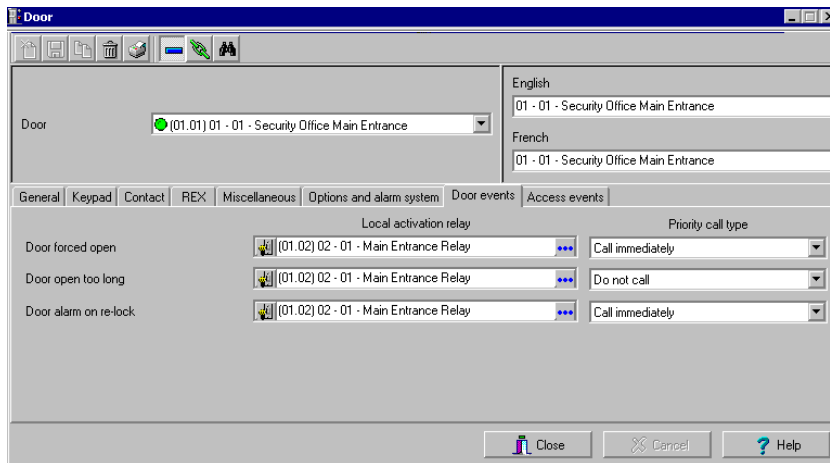 Door
English
01 - 01 - Security Office Main Entrance
Door
(01.01) 01 - 01 - Security Office Main Entrance
French
01 - 01 - Security Office Main Entrance
General Keypad Contact REX Miscellaneous Options and alarm system Door events Access events
Local activation relay Priority call type
Door forced open (01.02) 02 - 01 - Main Entrance Relay Call immediately
Door open too long (01.02) 02 - 01 - Main Entrance Relay Do not call
Door alarm on re-lock (01.02) 02 - 01 - Main Entrance Relay Call immediately
Close Cancel ? Help